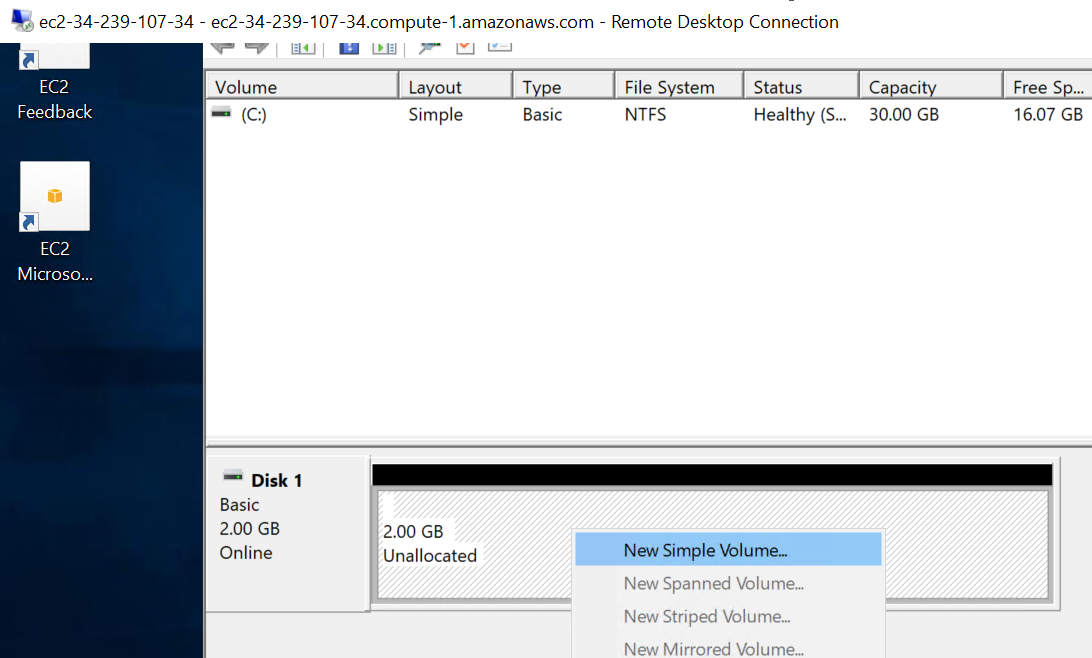 ec2-34-239-107-34 - ec2-34-239-107-34.compute-1.amazonaws.com - Remote Desktop Connection
EC2
Feedback
EC2
Microso...
Volume Layout Type File System Status Capacity Free Sp...
(C:) Simple Basic NTFS Healthy (S... 30.00 GB 16.07 GB
Disk 1
Basic
2.00 GB
Online
2.00 GB
Unallocated
New Simple Volume...
New Spanned Volume...
New Striped Volume...
New Mirrored Volume...